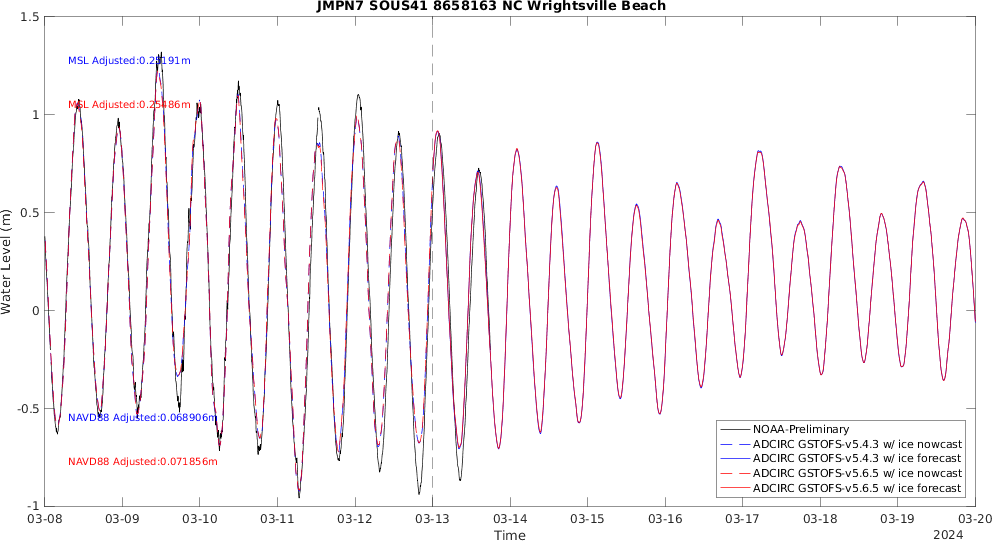 JMPN7 SOUS41 8658163 NC Wrightsville Beach
Water Level (m)
1.5
1
0.5
0
-0.5
-1
MSL Adjusted:0.25191m
MSL Adjusted:0.25486m
NAVD88 Adjusted:0.068906m
NAVD88 Adjusted:0.071856m
NOAA-Preliminary
ADCIRC GSTOFS-v5.4.3 w/ ice nowcast
ADCIRC GSTOFS-v5.4.3 w/ ice forecast
ADCIRC GSTOFS-v5.6.5 w/ ice nowcast
ADCIRC GSTOFS-v5.6.5 w/ ice forecast
03-08 03-09 03-10 03-11 03-12 03-13 03-14 03-15 03-16 03-17 03-18 03-19 03-20
Time
2024